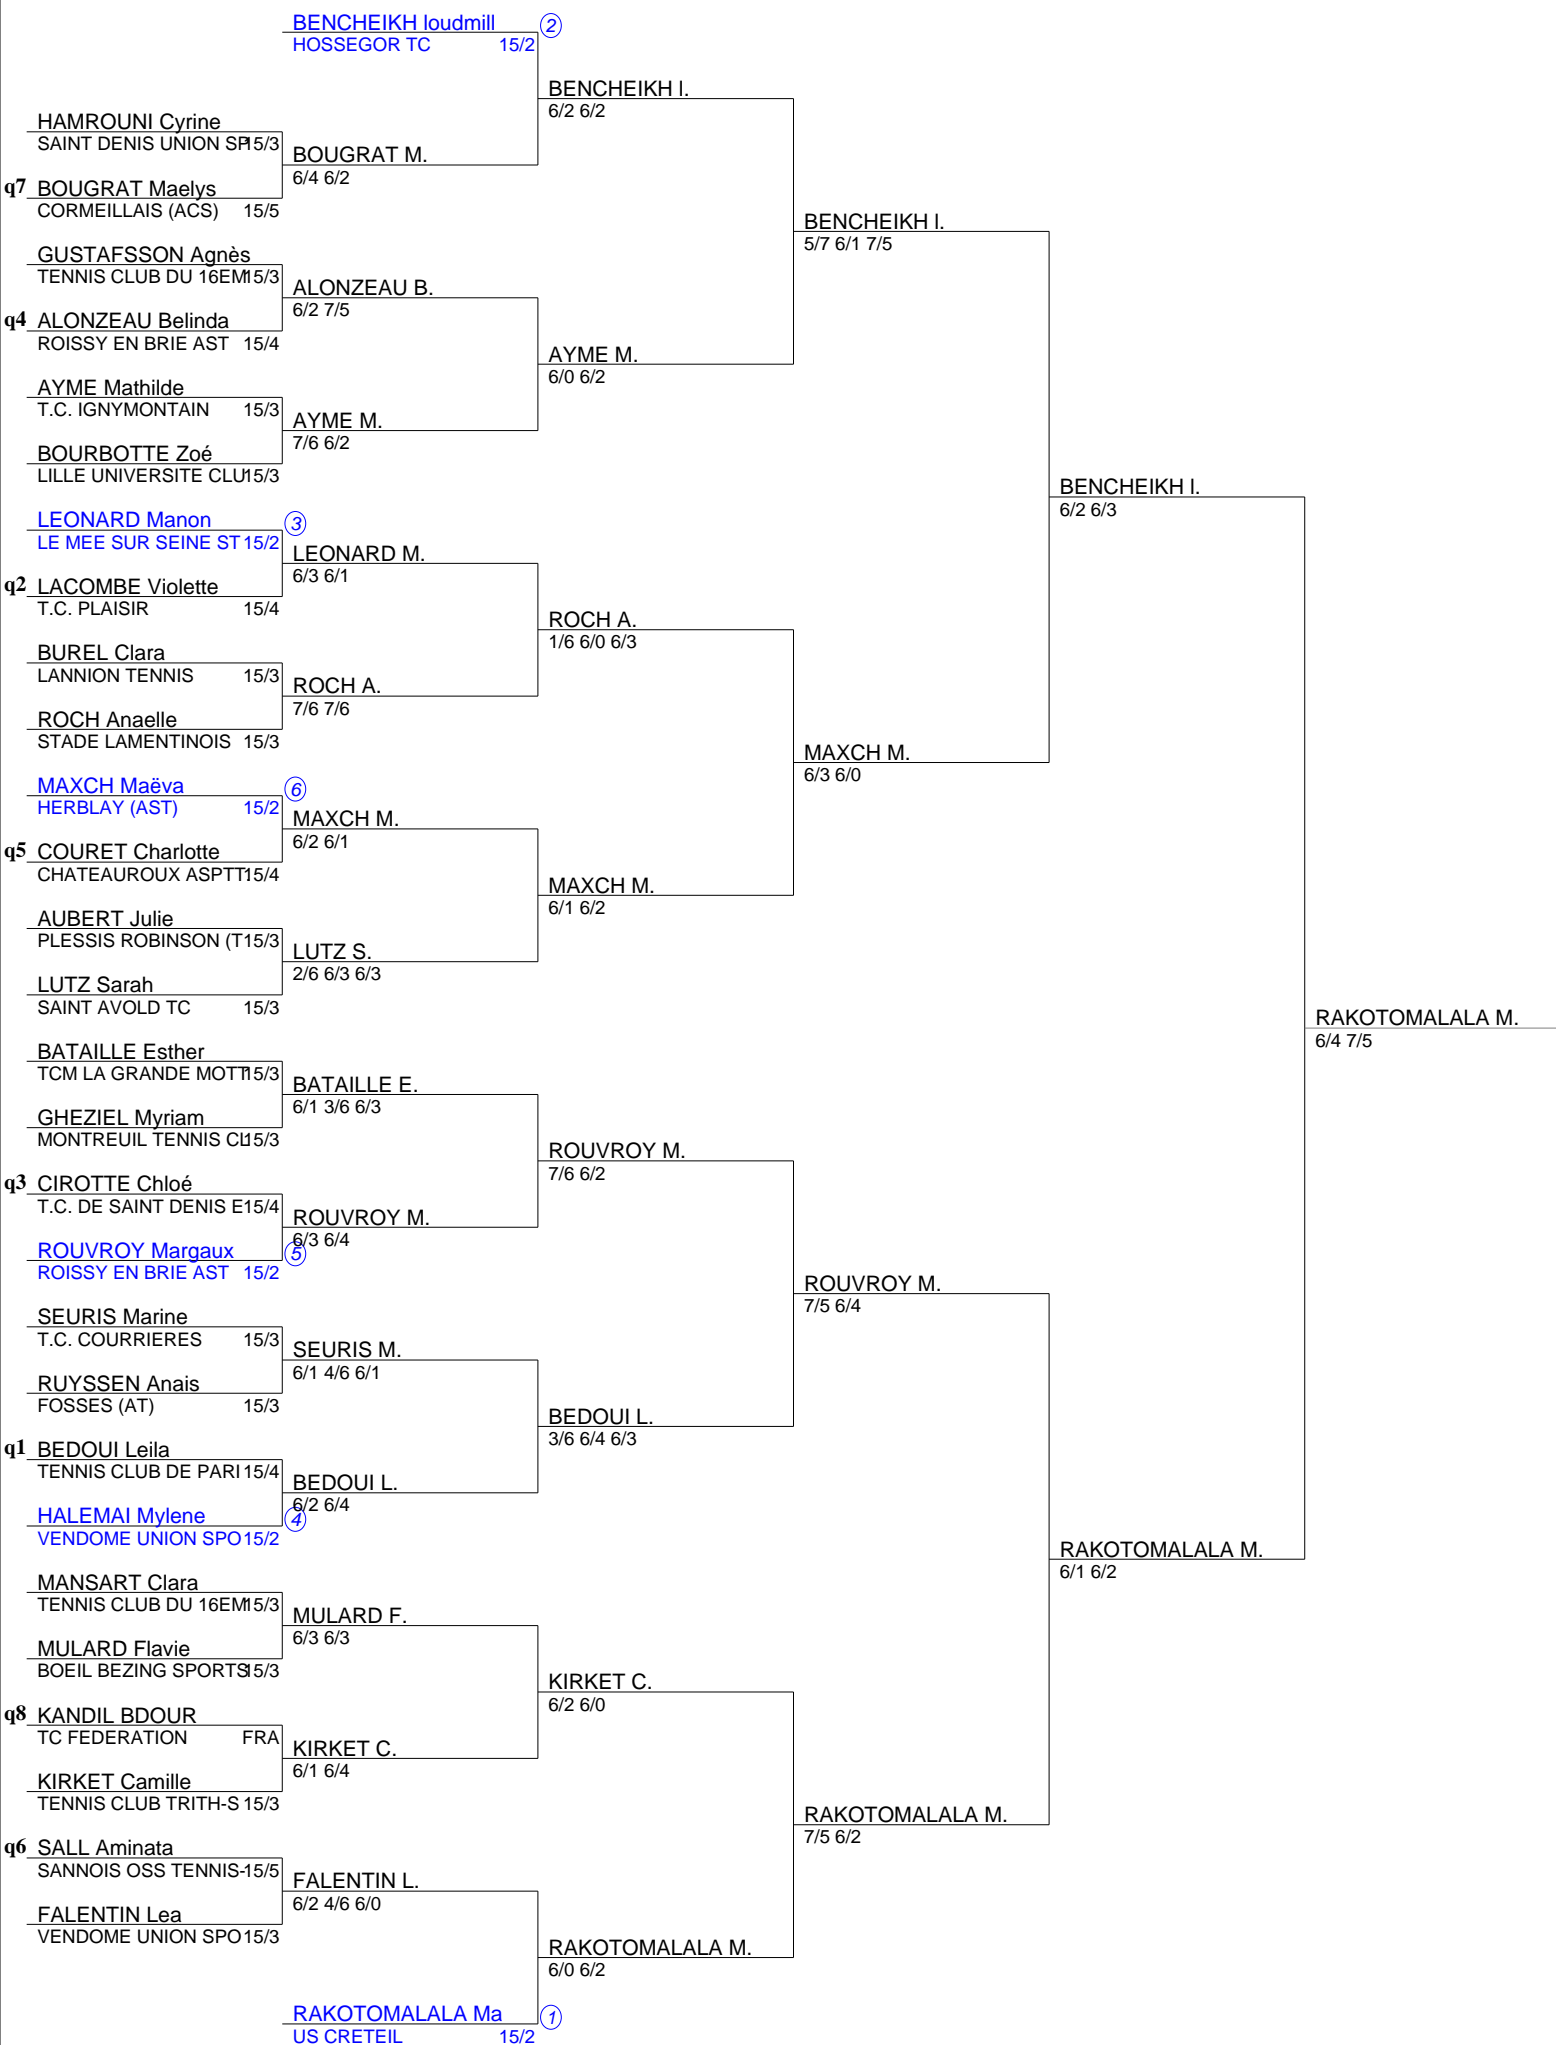 BENCHEIKH loudmill 2
HOSSEGOR TC 15/2
BENCHEIKH l.
6/2 6/2
HAMROUNI Cyrine
SAINT DENIS UNION SP 15/3
BOUGRAT M.
6/4 6/2
q7 BOUGRAT Maelys
CORMEILLAIS (ACS) 15/5
BENCHEIKH l.
5/7 6/1 7/5
GUSTAFSSON Agnès
TENNIS CLUB DU 16EM 15/3
ALONZEAU B.
6/2 7/5
q4 ALONZEAU Belinda
ROISSY EN BRIE AST 15/4
AYME M.
6/0 6/2
AYME Mathilde
T.C. IGNYMONTAIN 15/3
AYME M.
7/6 6/2
BOURBOTTE Zoé
LILLE UNIVERSITE CLU 15/3
BENCHEIKH l.
6/2 6/3
LEONARD Manon 3
LE MEE SUR SEINE ST 15/2
LEONARD M.
6/3 6/1
q2 LACOMBE Violette
T.C. PLAISIR 15/4
ROCH A.
1/6 6/0 6/3
BUREL Clara
LANNION TENNIS 15/3
ROCH A.
7/6 7/6
ROCH Anaelle
STADE LAMENTINOIS 15/3
MAXCH M.
6/3 6/0
MAXCH Maëva 6
HERBLAY (AST) 15/2
MAXCH M.
6/2 6/1
q5 COURET Charlotte
CHATEAUROUX ASPTT 15/4
MAXCH M.
6/1 6/2
AUBERT Julie
PLESSIS ROBINSON (T 15/3
LUTZ S.
2/6 6/3 6/3
LUTZ Sarah
SAINT AVOLD TC 15/3
RAKOTOMALALA M.
6/4 7/5
BATAILLE Esther
TCM LA GRANDE MOTT 15/3
BATAILLE E.
6/1 3/6 6/3
GHEZIEL Myriam
MONTREUIL TENNIS CL 15/3
ROUVROY M.
7/6 6/2
q3 CIROTTE Chloé
T.C. DE SAINT DENIS E 15/4
ROUVROY M.
6/3 6/4
ROUVROY Margaux 5
ROISSY EN BRIE AST 15/2
ROUVROY M.
7/5 6/4
SEURIS Marine
T.C. COURRIERES 15/3
SEURIS M.
6/1 4/6 6/1
RUYSSEN Anais
FOSSES (AT) 15/3
BEDOUI L.
3/6 6/4 6/3
q1 BEDOUI Leila
TENNIS CLUB DE PARI 15/4
BEDOUI L.
6/2 6/4
HALEMAI Mylene 4
VENDOME UNION SPO 15/2
RAKOTOMALALA M.
6/1 6/2
MANSART Clara
TENNIS CLUB DU 16EM 15/3
MULARD F.
6/3 6/3
MULARD Flavie
BOEIL BEZING SPORTS 15/3
KIRKET C.
6/2 6/0
q8 KANDIL BDOUR
TC FEDERATION FRA
KIRKET C.
6/1 6/4
KIRKET Camille
TENNIS CLUB TRITH-S 15/3
RAKOTOMALALA M.
7/5 6/2
q6 SALL Aminata
SANNOIS OSS TENNIS- 15/5
FALENTIN L.
6/2 4/6 6/0
FALENTIN Lea
VENDOME UNION SPO 15/3
RAKOTOMALALA M.
6/0 6/2
RAKOTOMALALA Ma 1
US CRETEIL 15/2